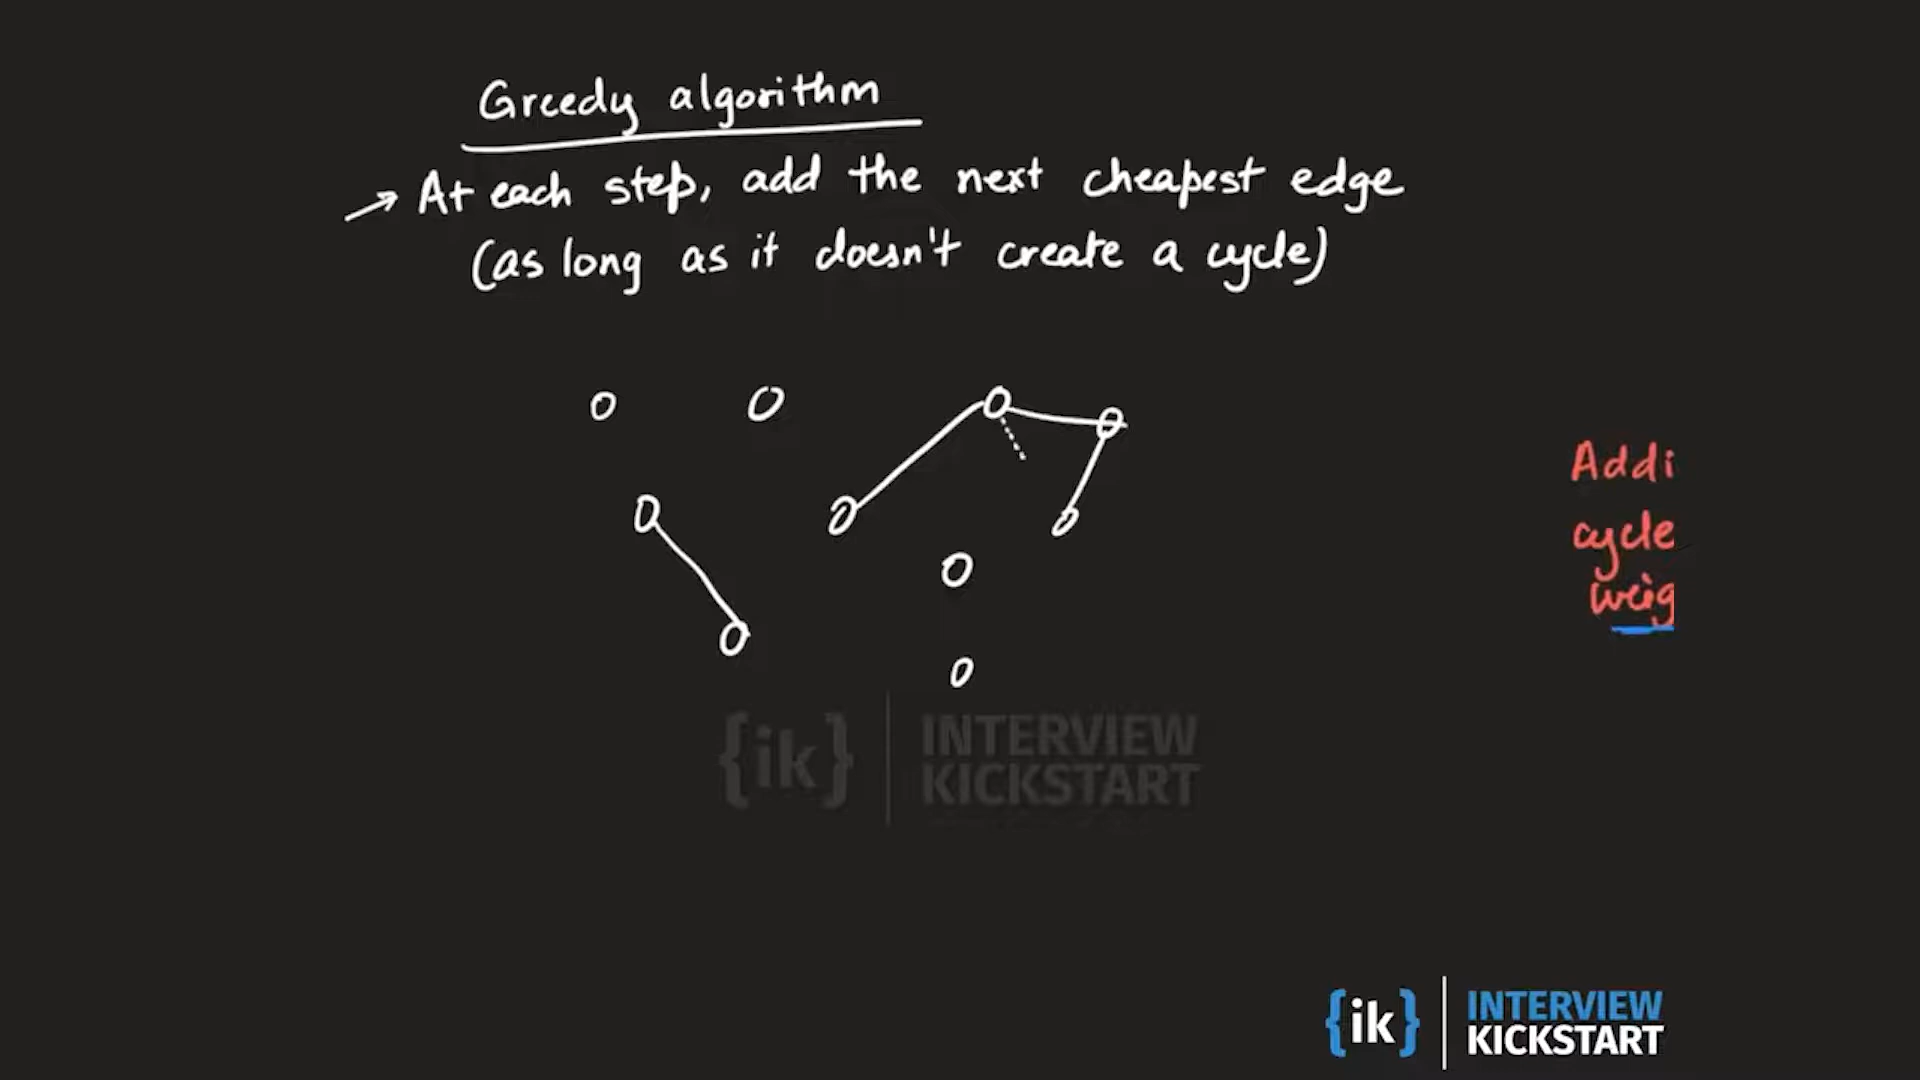 Greedy algorithm
→ At each step, add the next cheapest edge
(as long as it doesn't create a cycle)
Addi
cycle
weig
{ik} INTERVIEW
KICKSTART
{ik} INTERVIEW
KICKSTART